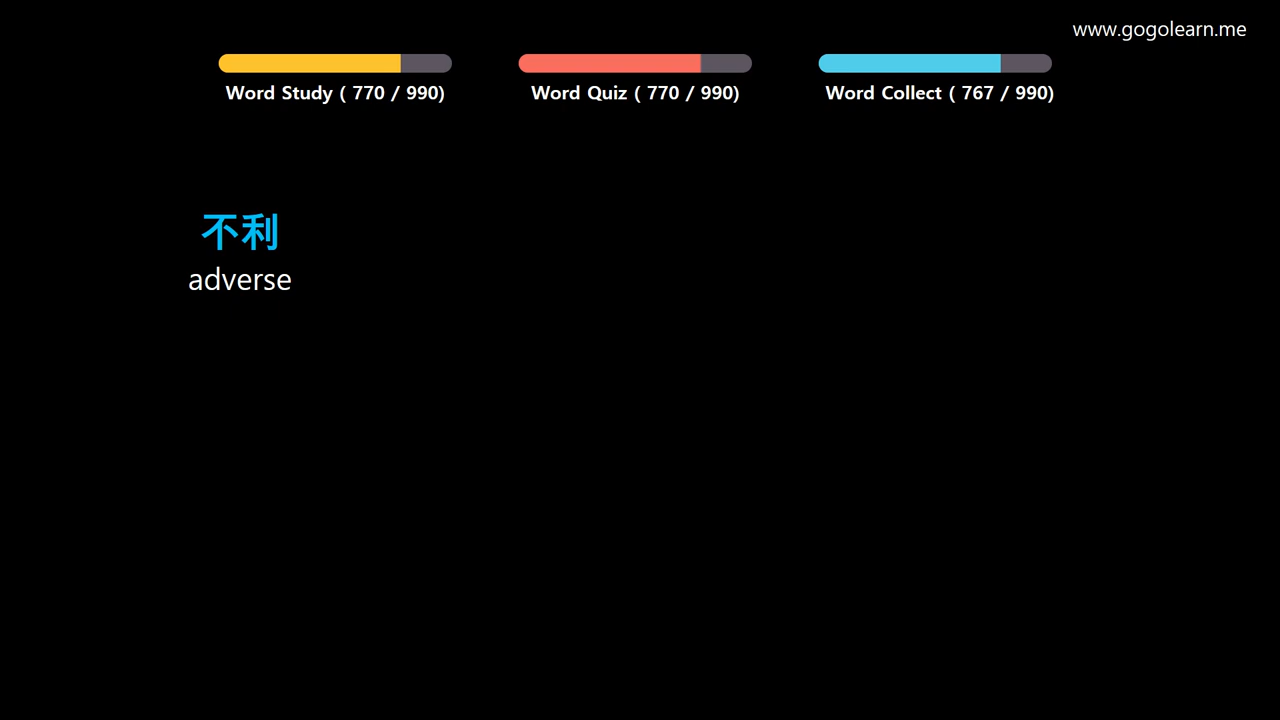 www.gogolearn.me
Word Study ( 770 / 990)
Word Quiz ( 770 / 990)
Word Collect ( 767 / 990)
不利
adverse